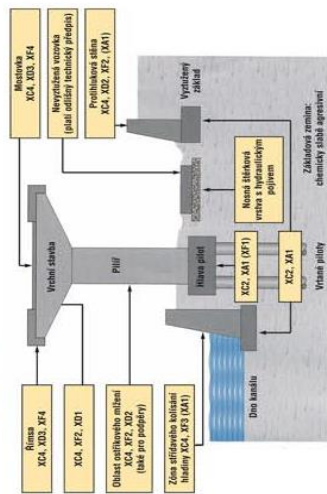 Římsa
XC4, XD3, XF4
XC4, XF2, XD1
Oblast ostřikového mlžení
XC4, XF2, XD2
(také pro podpěry)
Zóna střídavého kolísání
hladiny XC4, XF3 (XA1)
Dno kanálu
Vrchní stavba
Pilíř
Hlava pilot
XC2, XA1 (XF1)
XC2, XA1
Vrtané piloty
Mostovka
XC4, XD3, XF4
Nevyztužená vozovka
(platí odlišný technický předpis)
Protihluková stěna
XC4, XD2, XF2, (XA1)
Vyztužený
základ
Nosná štěrková
vrstva s hydraulickým
pojivem
Základová zemina:
chemicky slabě agresivní